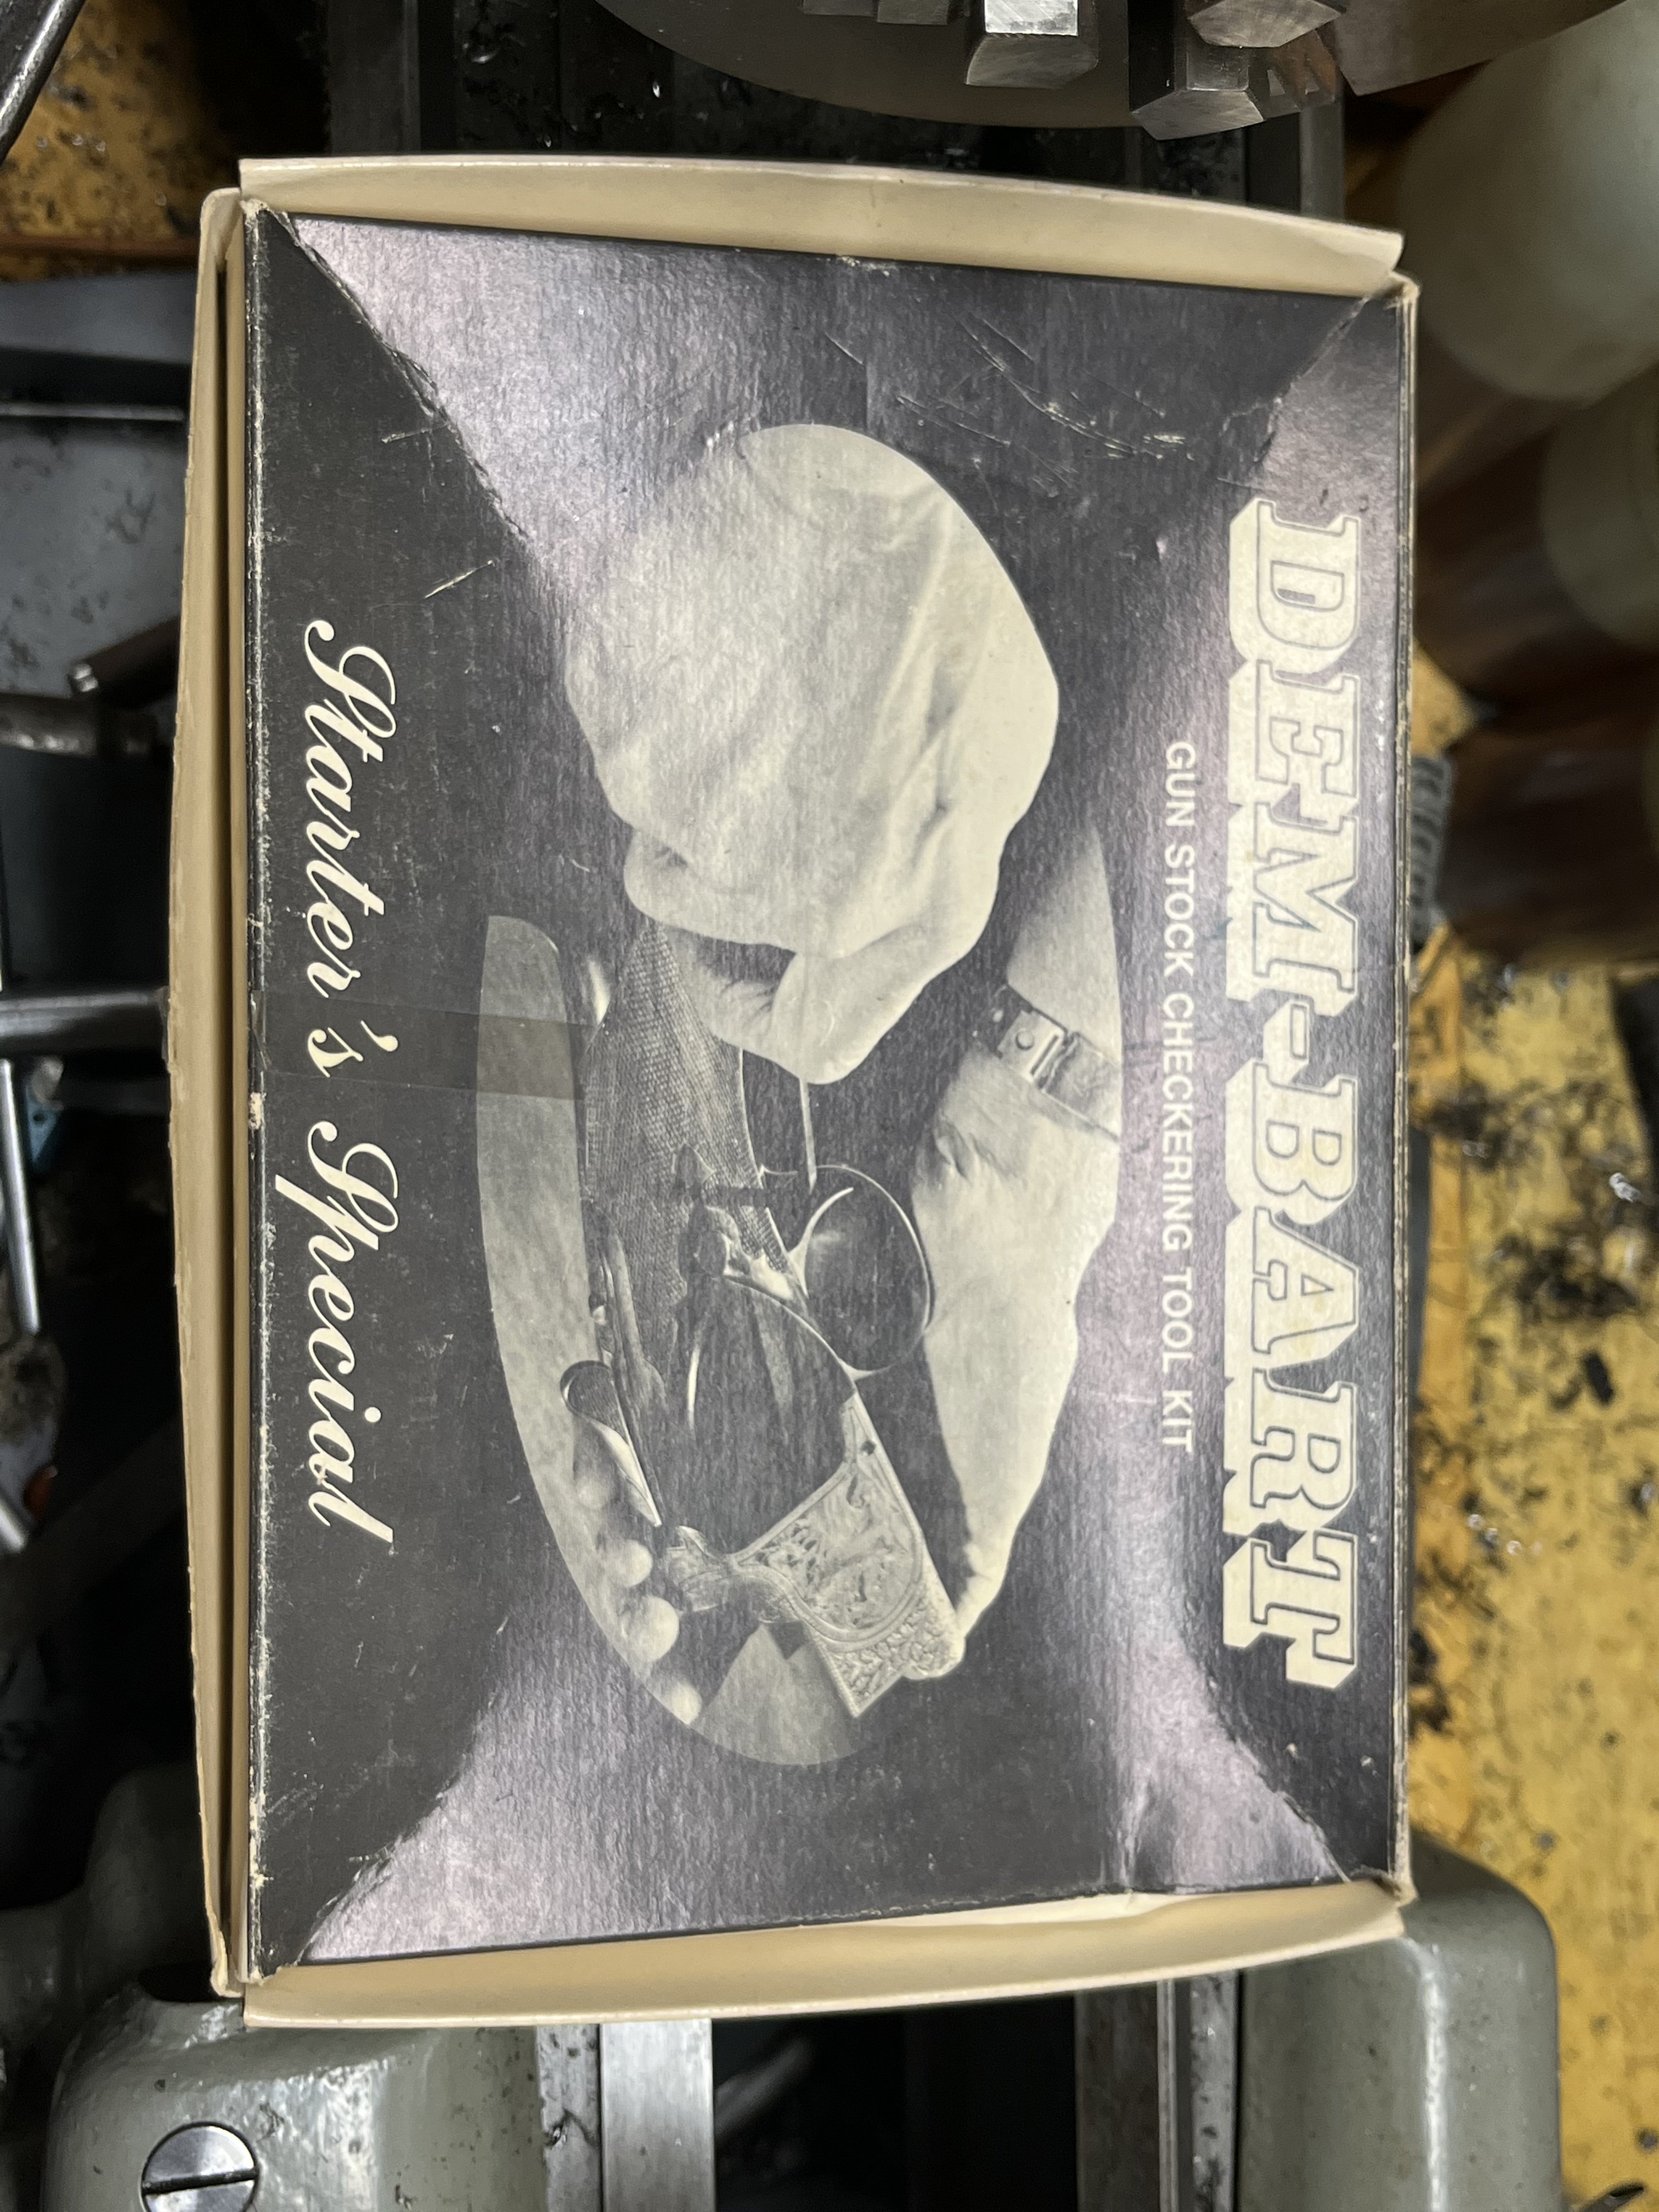 DEM-BART
GUN STOCK CHECKERING TOOL KIT
Starter's Special